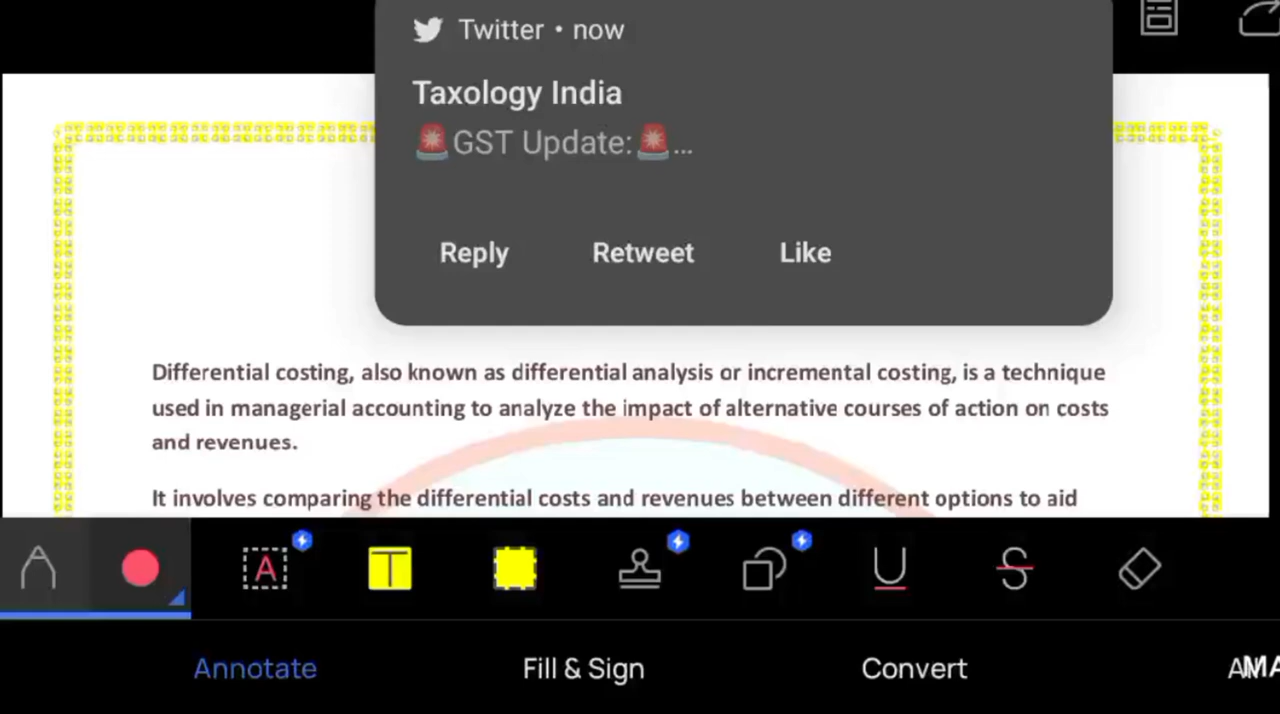 Twitter • now
Taxology India
🚨GST Update:🚨...
Reply Retweet Like
Differential costing, also known as differential analysis or incremental costing, is a technique
used in managerial accounting to analyze the impact of alternative courses of action on costs
and revenues.
It involves comparing the differential costs and revenues between different options to aid
A T U S
Annotate Fill & Sign Convert